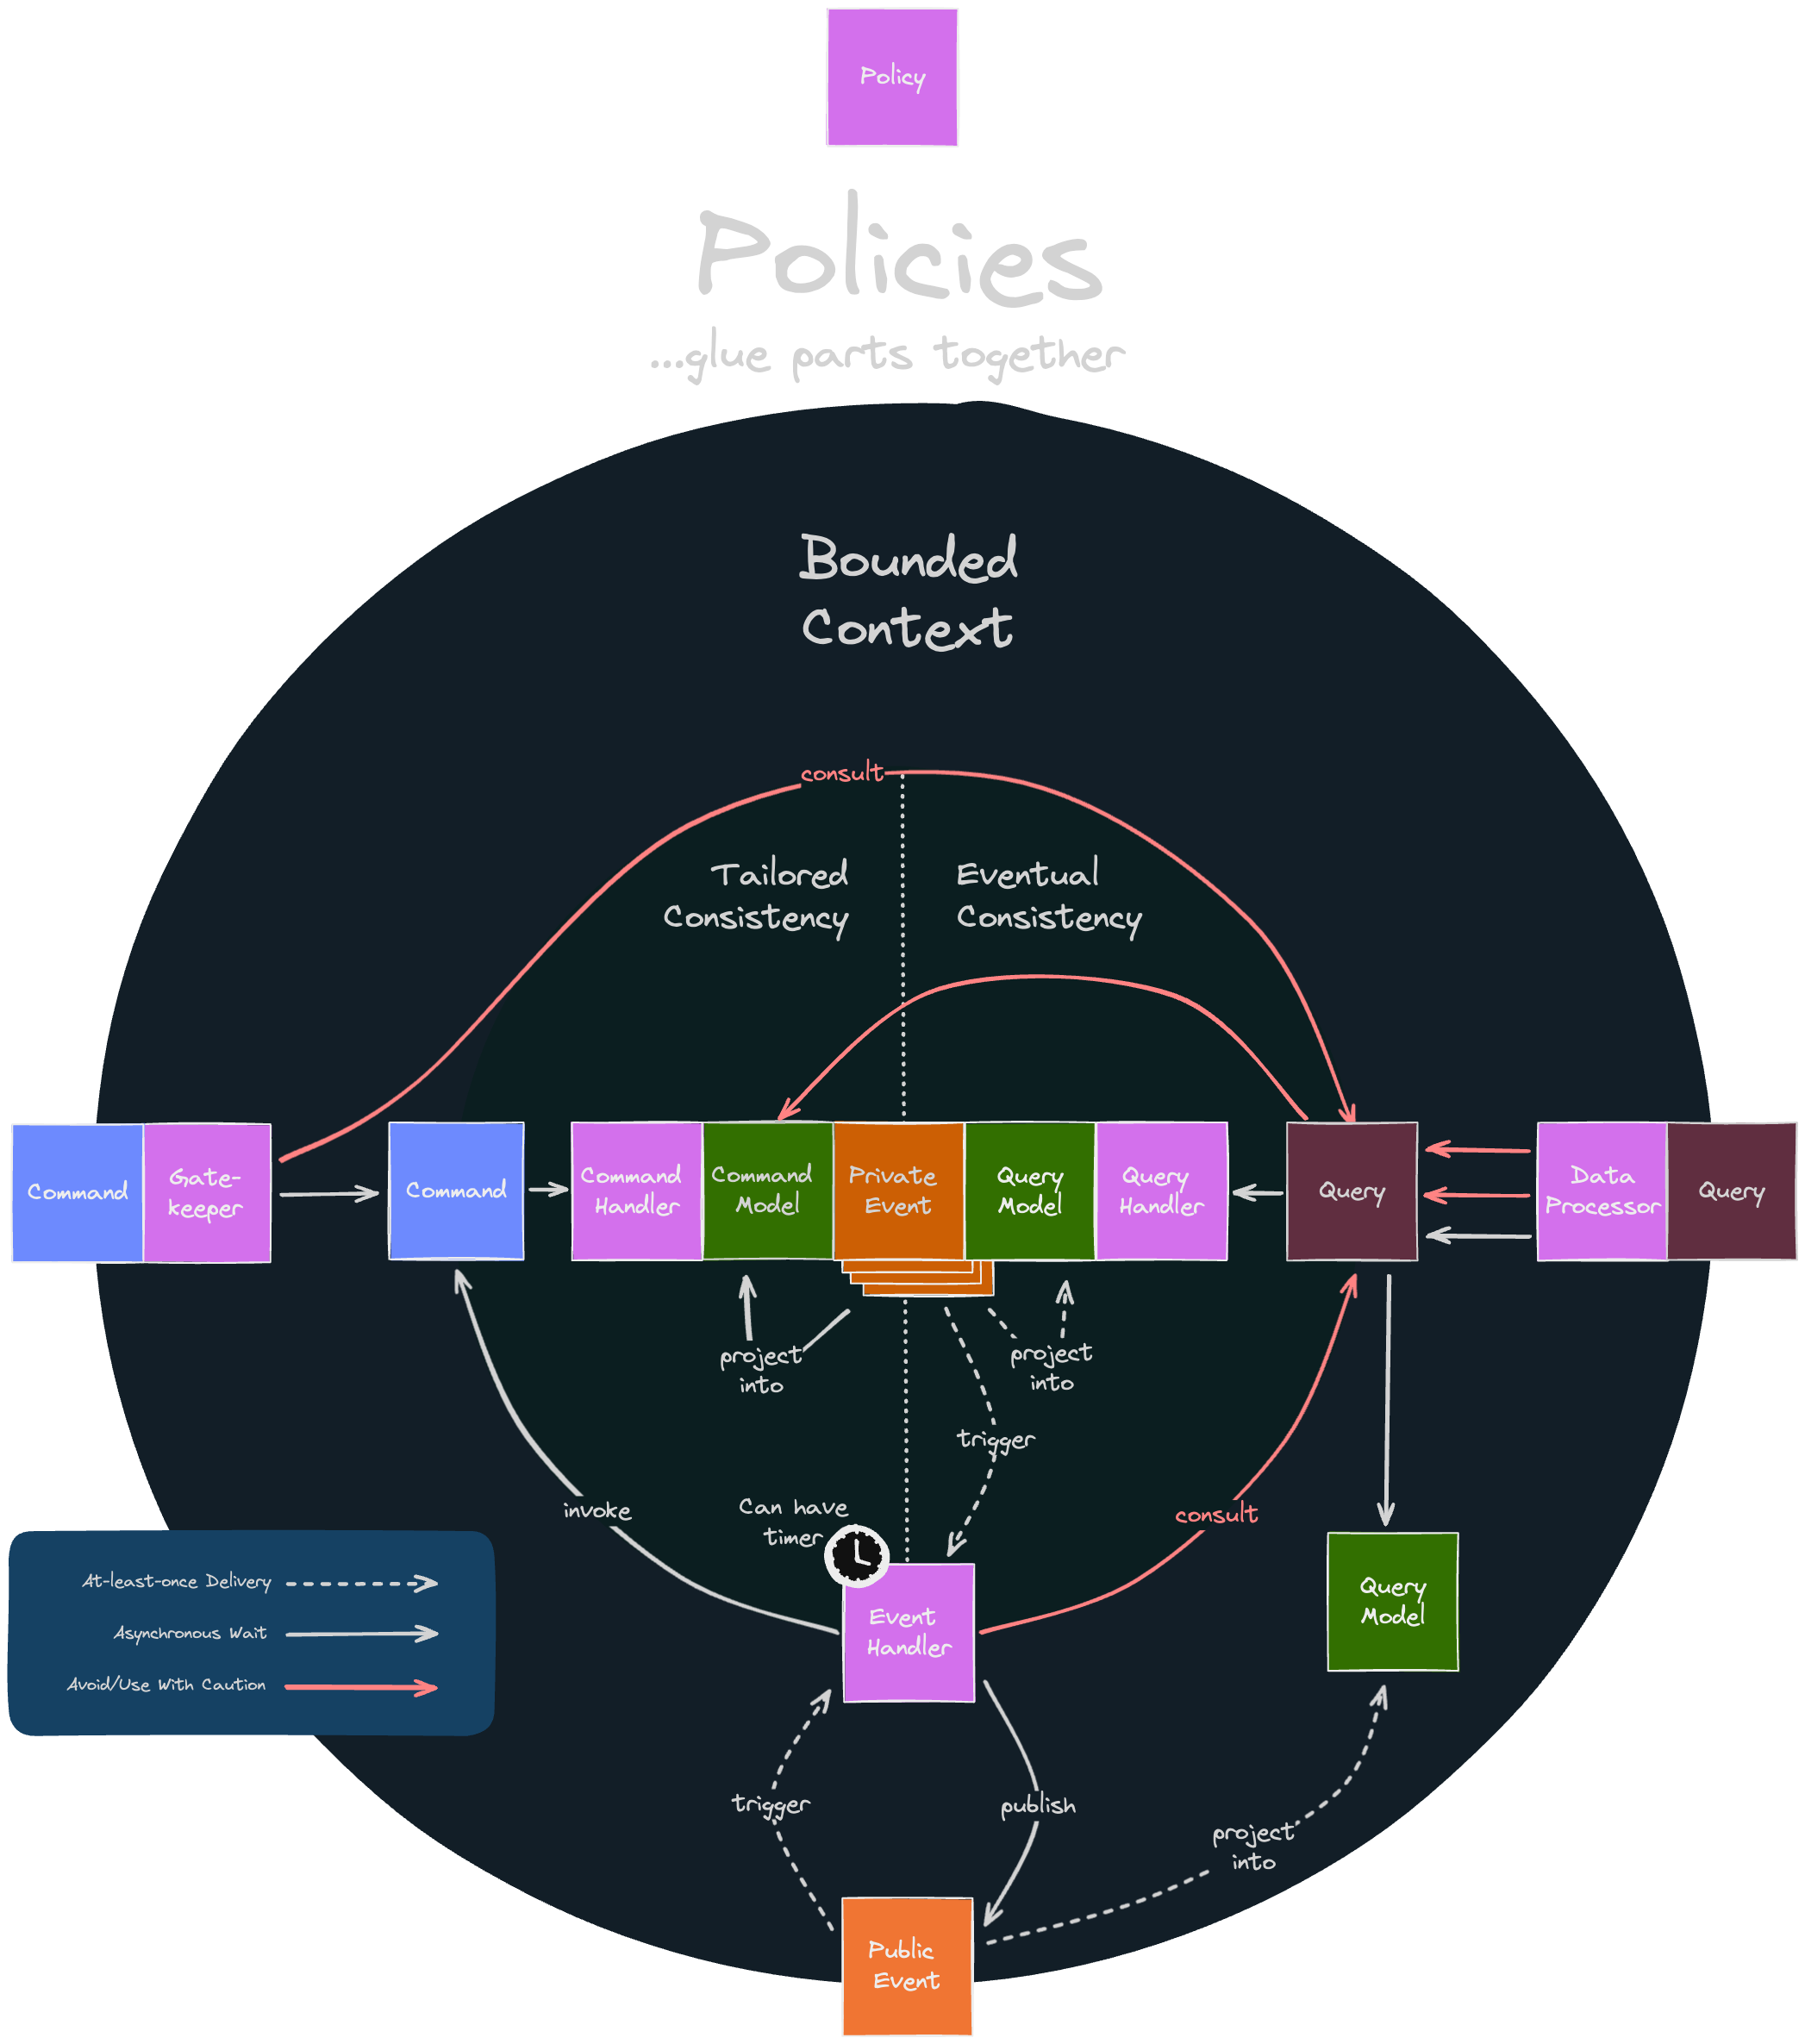 Policy
Policies
...glue parts together
Bounded
Context
consult
Tailored
Consistency
Eventual
Consistency
Command
Gate-
keeper
Command
Command
Handler
Command
Model
Private
Event
Query
Model
Query
Handler
Query
Data
Processor
Query
project
into
project
into
trigger
invoke
Can have
timer
consult
Event
Handler
Query
Model
At-least-once Delivery
Asynchronous Wait
Avoid/Use With Caution
trigger
publish
project
into
Public
Event